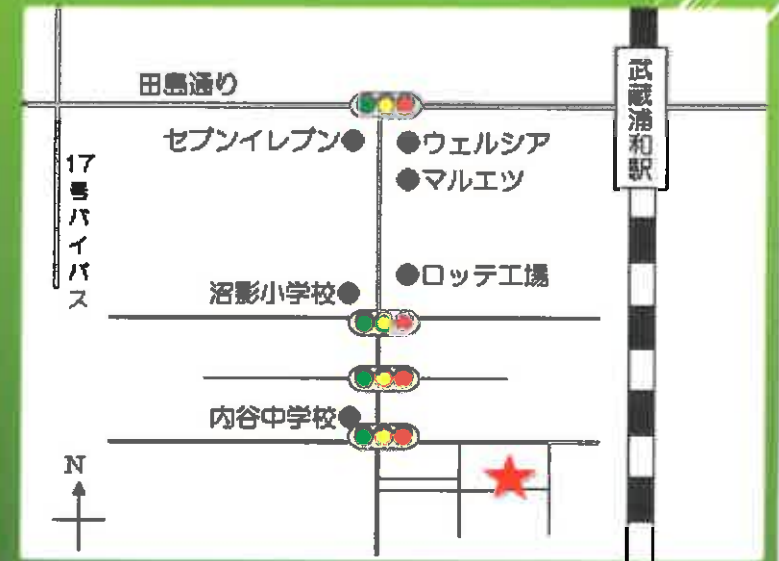 田島通り
武蔵浦和駅
セブンイレブン
ウェルシア
マルエツ
17号バイパス
ロッテ工場
沼影小学校
内谷中学校
N